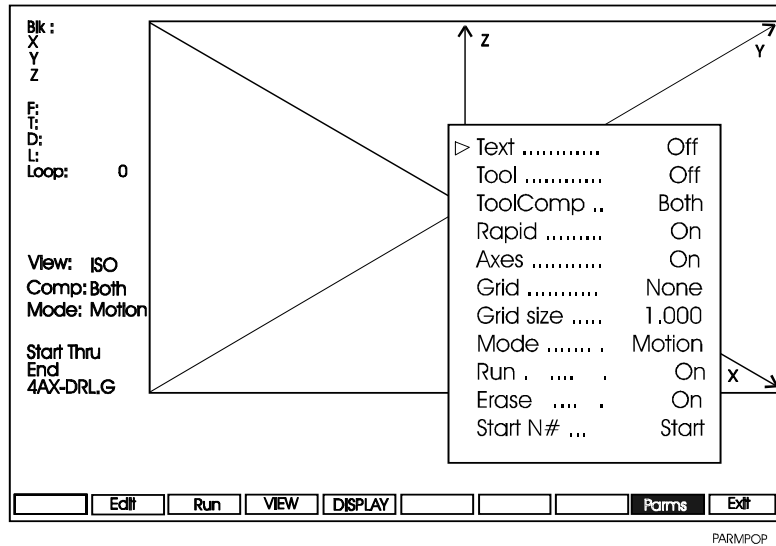 Blk :
X
Y
Z
F:
T:
D:
L:
Loop: 0
View: ISO
Comp: Both
Mode: Motion
Start Thru
End
4AX-DRL.G
Z
Y
X
Text ............ Off
Tool ............ Off
ToolComp .. Both
Rapid ......... On
Axes ........... On
Grid ........... None
Grid size ..... 1.000
Mode ....... . Motion
Run . .... . On
Erase .... . On
Start N# ... Start
Edit Run VIEW DISPLAY Parms Exit
PARMPOP